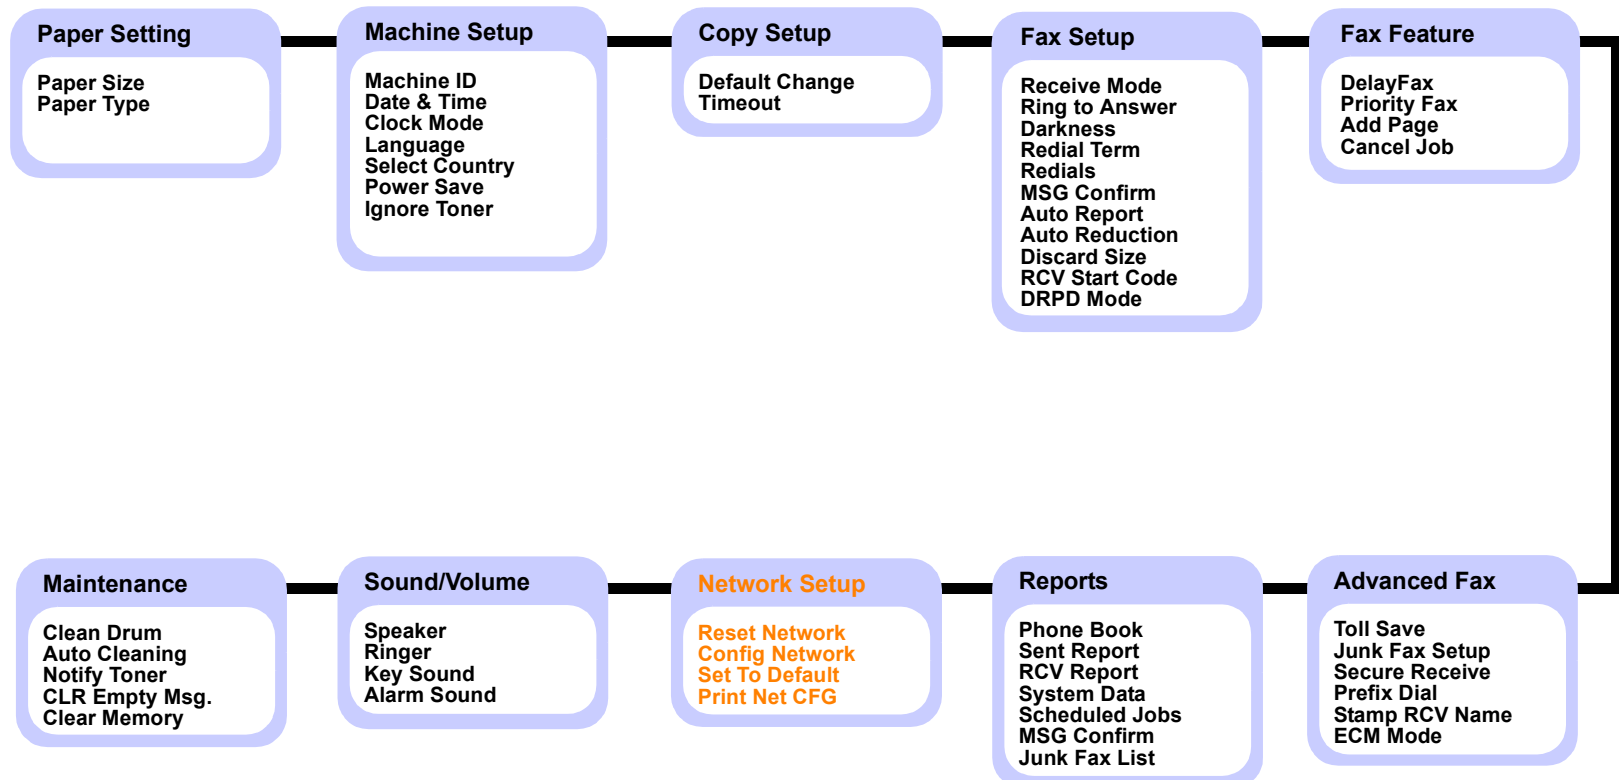 Paper Setting
Paper Size
Paper Type
Machine Setup
Machine ID
Date & Time
Clock Mode
Language
Select Country
Power Save
Ignore Toner
Copy Setup
Default Change
Timeout
Fax Setup
Receive Mode
Ring to Answer
Darkness
Redial Term
Redials
MSG Confirm
Auto Report
Auto Reduction
Discard Size
RCV Start Code
DRPD Mode
Fax Feature
DelayFax
Priority Fax
Add Page
Cancel Job
Maintenance
Clean Drum
Auto Cleaning
Notify Toner
CLR Empty Msg.
Clear Memory
Sound/Volume
Speaker
Ringer
Key Sound
Alarm Sound
Network Setup
Reset Network
Config Network
Set To Default
Print Net CFG
Reports
Phone Book
Sent Report
RCV Report
System Data
Scheduled Jobs
MSG Confirm
Junk Fax List
Advanced Fax
Toll Save
Junk Fax Setup
Secure Receive
Prefix Dial
Stamp RCV Name
ECM Mode